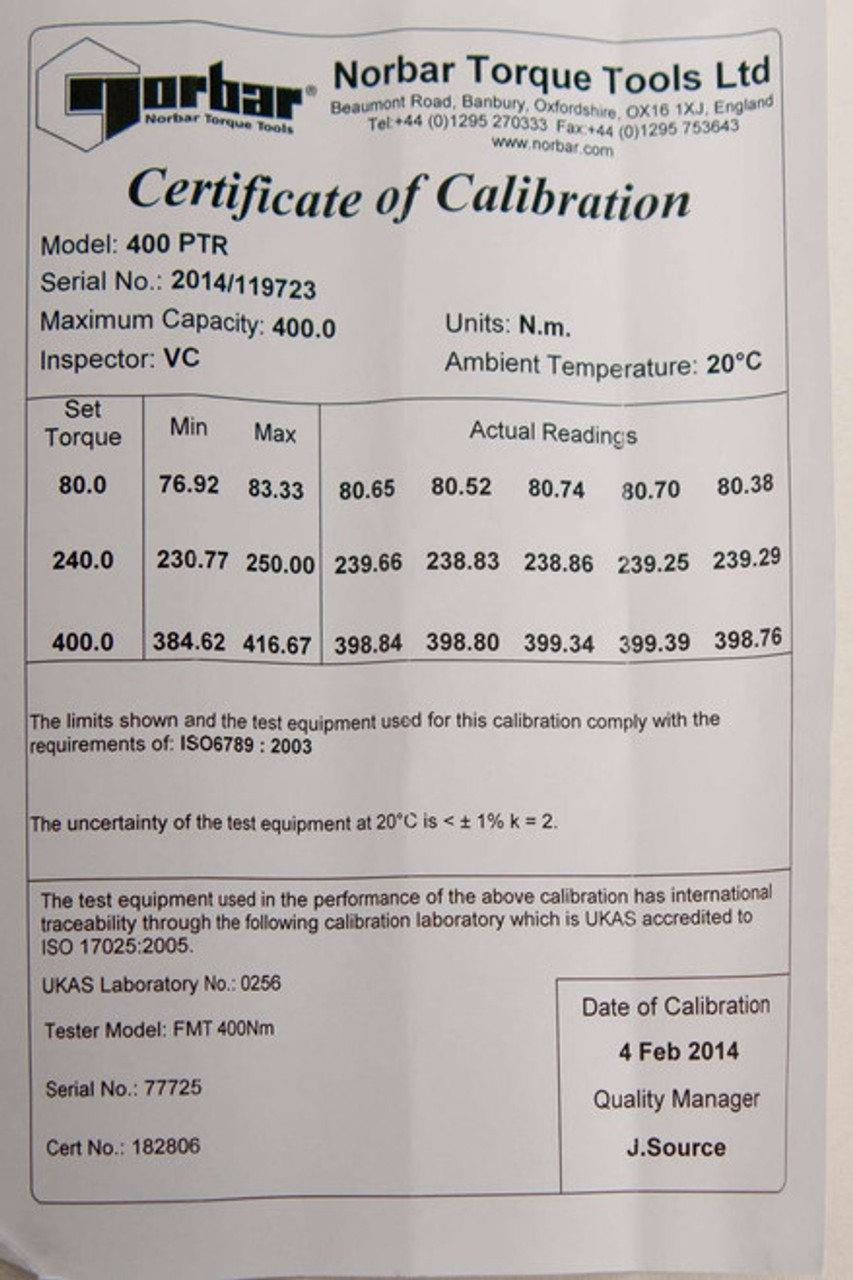 norbar®
Norbar Torque Tools
Norbar Torque Tools Ltd
Beaumont Road, Banbury, Oxfordshire, OX16 1XJ, England
Tel:+44 (0)1295 270333 Fax:+44 (0)1295 753643
www.norbar.com
Certificate of Calibration
Model: 400 PTR
Serial No.: 2014/119723
Maximum Capacity: 400.0 Units: N.m.
Inspector: VC Ambient Temperature: 20°C
Set Torque Min Max Actual Readings
80.0 76.92 83.33 80.65 80.52 80.74 80.70 80.38
240.0 230.77 250.00 239.66 238.83 238.86 239.25 239.29
400.0 384.62 416.67 398.84 398.80 399.34 399.39 398.76
The limits shown and the test equipment used for this calibration comply with the
requirements of: ISO6789 : 2003
The uncertainty of the test equipment at 20°C is < ± 1% k = 2.
The test equipment used in the performance of the above calibration has international
traceability through the following calibration laboratory which is UKAS accredited to
ISO 17025:2005.
UKAS Laboratory No.: 0256
Tester Model: FMT 400Nm
Serial No.: 77725
Cert No.: 182806
Date of Calibration
4 Feb 2014
Quality Manager
J.Source